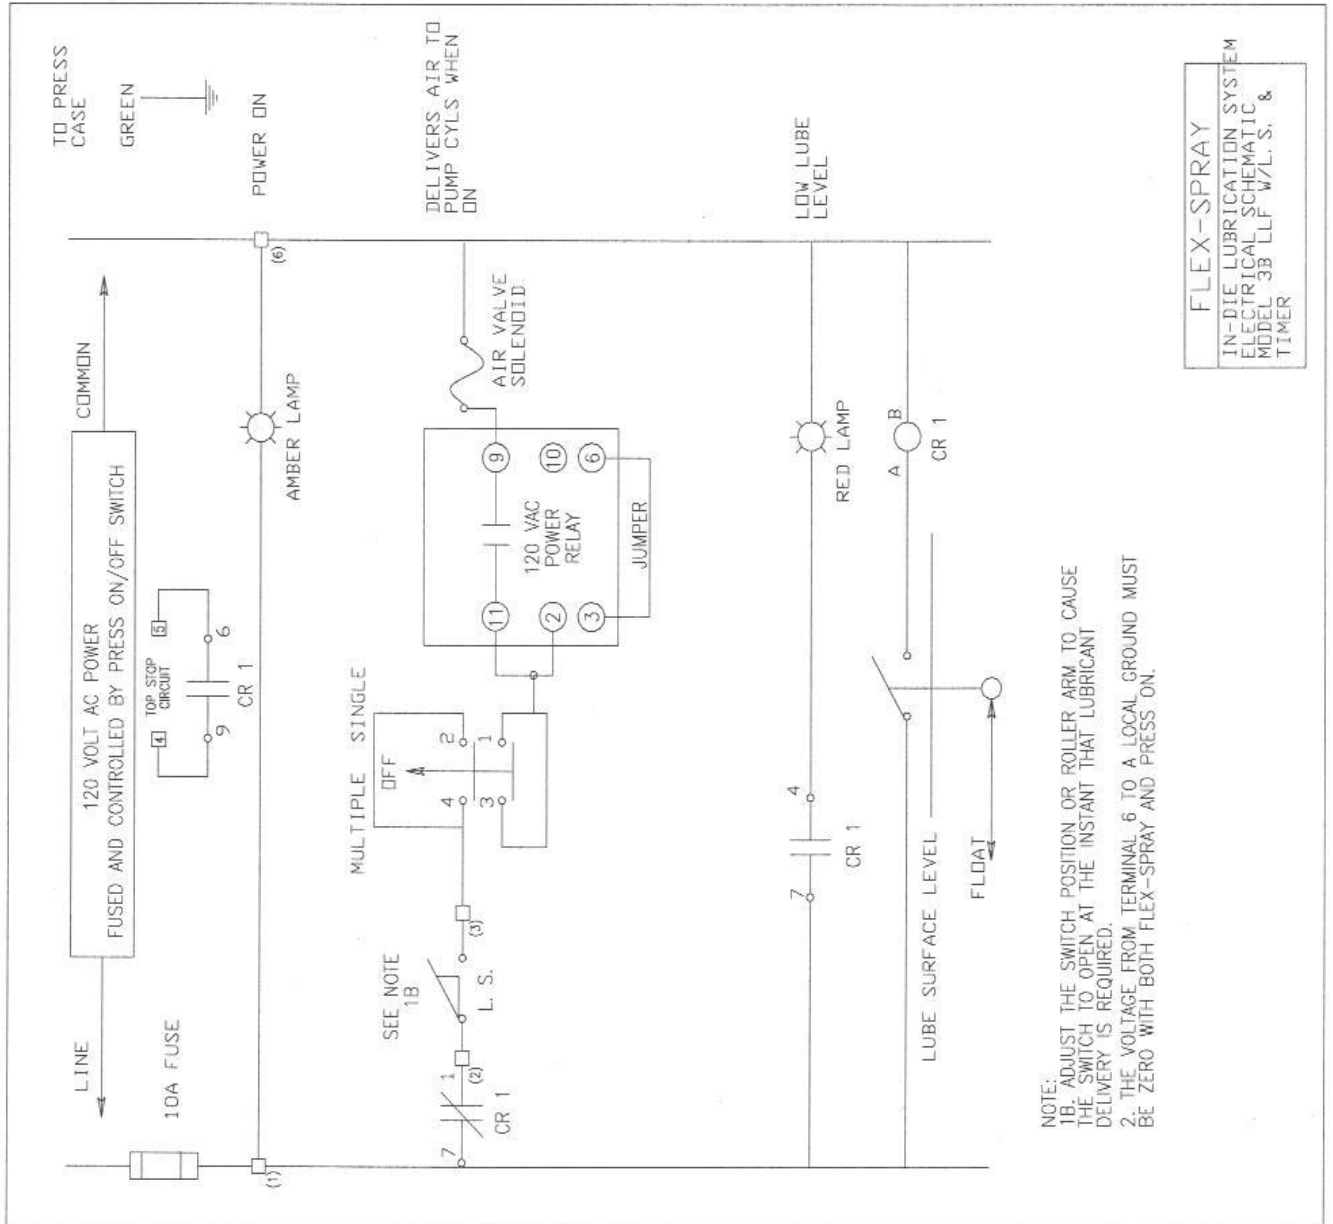 TO PRESS
CASE
GREEN
LINE
120 VOLT AC POWER
FUSED AND CONTROLLED BY PRESS ON/OFF SWITCH
COMMON
10A FUSE
4
TOP STOP
CIRCUIT
5
9
6
CR 1
(1)
AMBER LAMP
(6)
POWER ON
SEE NOTE
1B
MULTIPLE SINGLE
OFF
7
1
CR 1
(2)
L. S.
(3)
4
2
3
1
11
9
2
10
3
6
120 VAC
POWER
RELAY
JUMPER
AIR VALVE
SOLENOID
DELIVERS AIR TO
PUMP CYLS WHEN
ON
7
4
CR 1
RED LAMP
LOW LUBE
LEVEL
A
B
CR 1
LUBE SURFACE LEVEL
FLOAT
NOTE:
1B. ADJUST THE SWITCH POSITION OR ROLLER ARM TO CAUSE
THE SWITCH TO OPEN AT THE INSTANT THAT LUBRICANT
DELIVERY IS REQUIRED.
2. THE VOLTAGE FROM TERMINAL 6 TO A LOCAL GROUND MUST
BE ZERO WITH BOTH FLEX-SPRAY AND PRESS ON.
FLEX-SPRAY
IN-DIE LUBRICATION SYSTEM
ELECTRICAL SCHEMATIC
MODEL 3B LLF W/L.S. &
TIMER